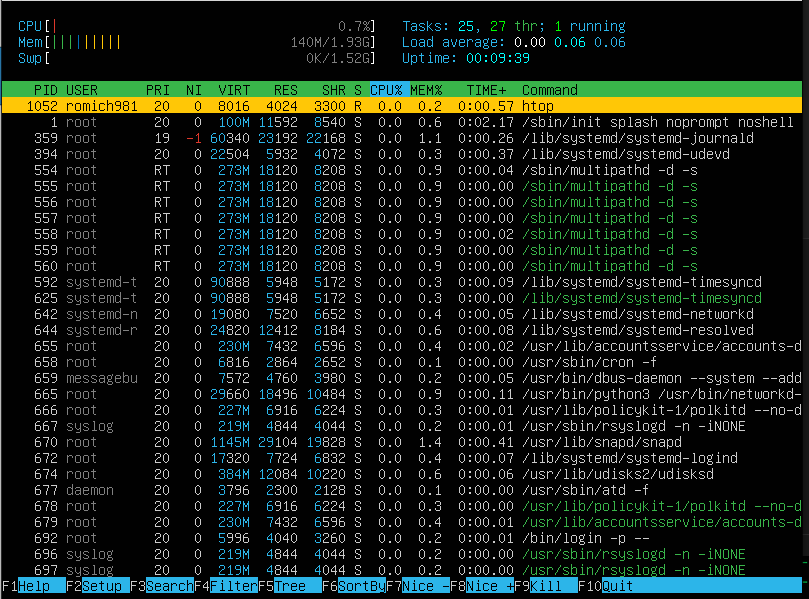 CPU[| 0.7%] Tasks: 25, 27 thr; 1 running
Mem[||||||||| 140M/1.93G] Load average: 0.00 0.06 0.06
Swp[ 0K/1.52G] Uptime: 00:09:39
PID USER PRI NI VIRT RES SHR S CPU% MEM% TIME+ Command
1052 romich981 20 0 8016 4024 3300 R 0.0 0.2 0:00.57 htop
1 root 20 0 100M 11592 8540 S 0.0 0.6 0:02.17 /sbin/init splash noprompt noshell
359 root 19 -1 60340 23192 22168 S 0.0 1.1 0:00.26 /lib/systemd/systemd-journald
394 root 20 0 22504 5932 4072 S 0.0 0.3 0:00.37 /lib/systemd/systemd-udevd
554 root RT 0 273M 18120 8208 S 0.0 0.9 0:00.04 /sbin/multipathd -d -s
555 root RT 0 273M 18120 8208 S 0.0 0.9 0:00.00 /sbin/multipathd -d -s
556 root RT 0 273M 18120 8208 S 0.0 0.9 0:00.00 /sbin/multipathd -d -s
557 root RT 0 273M 18120 8208 S 0.0 0.9 0:00.00 /sbin/multipathd -d -s
558 root RT 0 273M 18120 8208 S 0.0 0.9 0:00.02 /sbin/multipathd -d -s
559 root RT 0 273M 18120 8208 S 0.0 0.9 0:00.00 /sbin/multipathd -d -s
560 root RT 0 273M 18120 8208 S 0.0 0.9 0:00.00 /sbin/multipathd -d -s
592 systemd-t 20 0 90888 5948 5172 S 0.0 0.3 0:00.09 /lib/systemd/systemd-timesyncd
625 systemd-t 20 0 90888 5948 5172 S 0.0 0.3 0:00.00 /lib/systemd/systemd-timesyncd
642 systemd-n 20 0 19080 7520 6652 S 0.0 0.4 0:00.05 /lib/systemd/systemd-networkd
644 systemd-r 20 0 24820 12412 8184 S 0.0 0.6 0:00.08 /lib/systemd/systemd-resolved
655 root 20 0 230M 7432 6596 S 0.0 0.4 0:00.02 /usr/lib/accountsservice/accounts-d
658 root 20 0 6816 2864 2652 S 0.0 0.1 0:00.00 /usr/sbin/cron -f
659 messagebu 20 0 7572 4760 3980 S 0.0 0.2 0:00.05 /usr/bin/dbus-daemon --system --add
665 root 20 0 29660 18496 10484 S 0.0 0.9 0:00.11 /usr/bin/python3 /usr/bin/networkd-
666 root 20 0 227M 6916 6224 S 0.0 0.3 0:00.01 /usr/lib/policykit-1/polkitd --no-d
667 syslog 20 0 219M 4844 4044 S 0.0 0.2 0:00.01 /usr/sbin/rsyslogd -n -iNONE
670 root 20 0 1145M 29104 19828 S 0.0 1.4 0:00.41 /usr/lib/snapd/snapd
672 root 20 0 17320 7724 6832 S 0.0 0.4 0:00.07 /lib/systemd/systemd-logind
674 root 20 0 384M 12084 10220 S 0.0 0.6 0:00.06 /usr/lib/udisks2/udisksd
677 daemon 20 0 3796 2300 2128 S 0.0 0.1 0:00.00 /usr/sbin/atd -f
678 root 20 0 227M 6916 6224 S 0.0 0.3 0:00.00 /usr/lib/policykit-1/polkitd --no-d
679 root 20 0 230M 7432 6596 S 0.0 0.4 0:00.01 /usr/lib/accountsservice/accounts-d
692 root 20 0 5996 4040 3260 S 0.0 0.2 0:00.01 /bin/login -p --
696 syslog 20 0 219M 4844 4044 S 0.0 0.2 0:00.00 /usr/sbin/rsyslogd -n -iNONE
697 syslog 20 0 219M 4844 4044 S 0.0 0.2 0:00.00 /usr/sbin/rsyslogd -n -iNONE
F1Help F2Setup F3SearchF4FilterF5Tree F6SortByF7Nice -F8Nice +F9Kill F10Quit